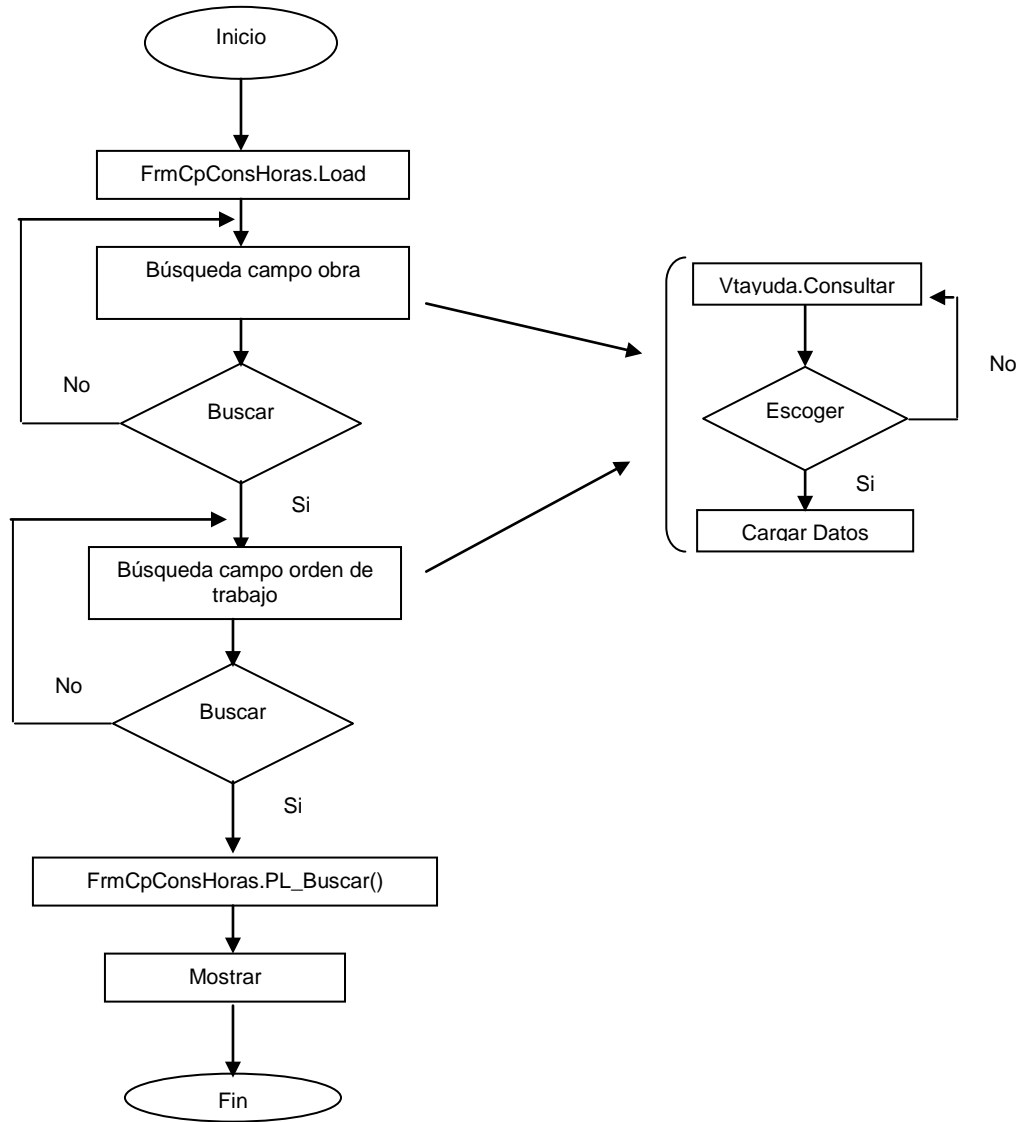 Inicio
FrmCpConsHoras.Load
Búsqueda campo obra
No
Buscar
Si
Búsqueda campo orden de
trabajo
No
Buscar
Si
FrmCpConsHoras.PL_Buscar()
Mostrar
Fin
Vtayuda.Consultar
No
Escoger
Si
Cargar Datos